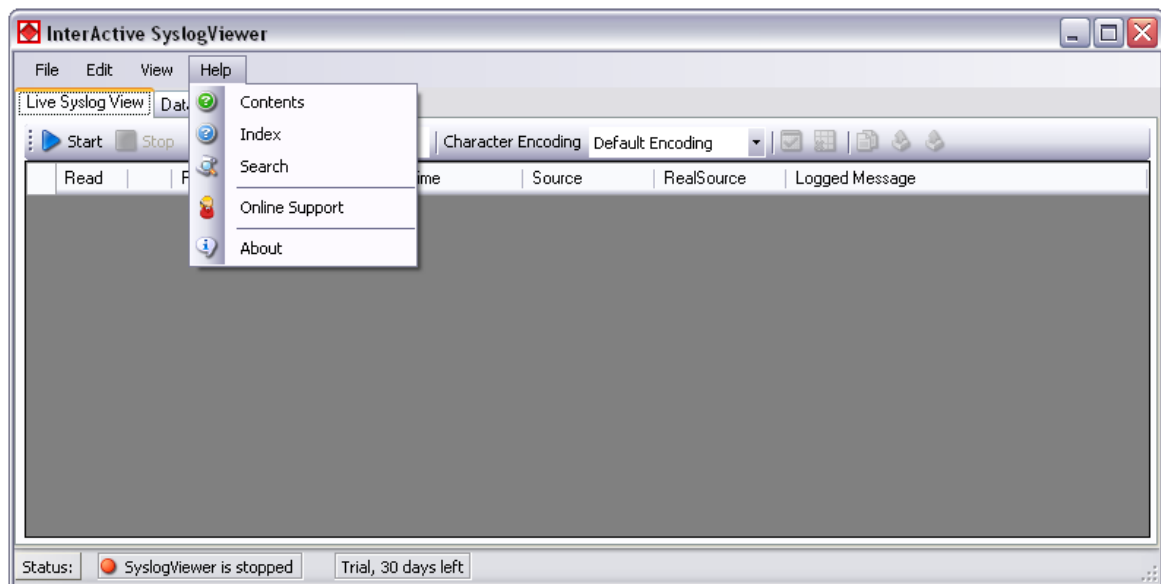 InterActive SyslogViewer
File Edit View Help
Live Syslog View Data
Contents
Index
Search
Online Support
About
Start Stop Character Encoding Default Encoding
Read Source RealSource Logged Message
Status: SyslogViewer is stopped Trial, 30 days left